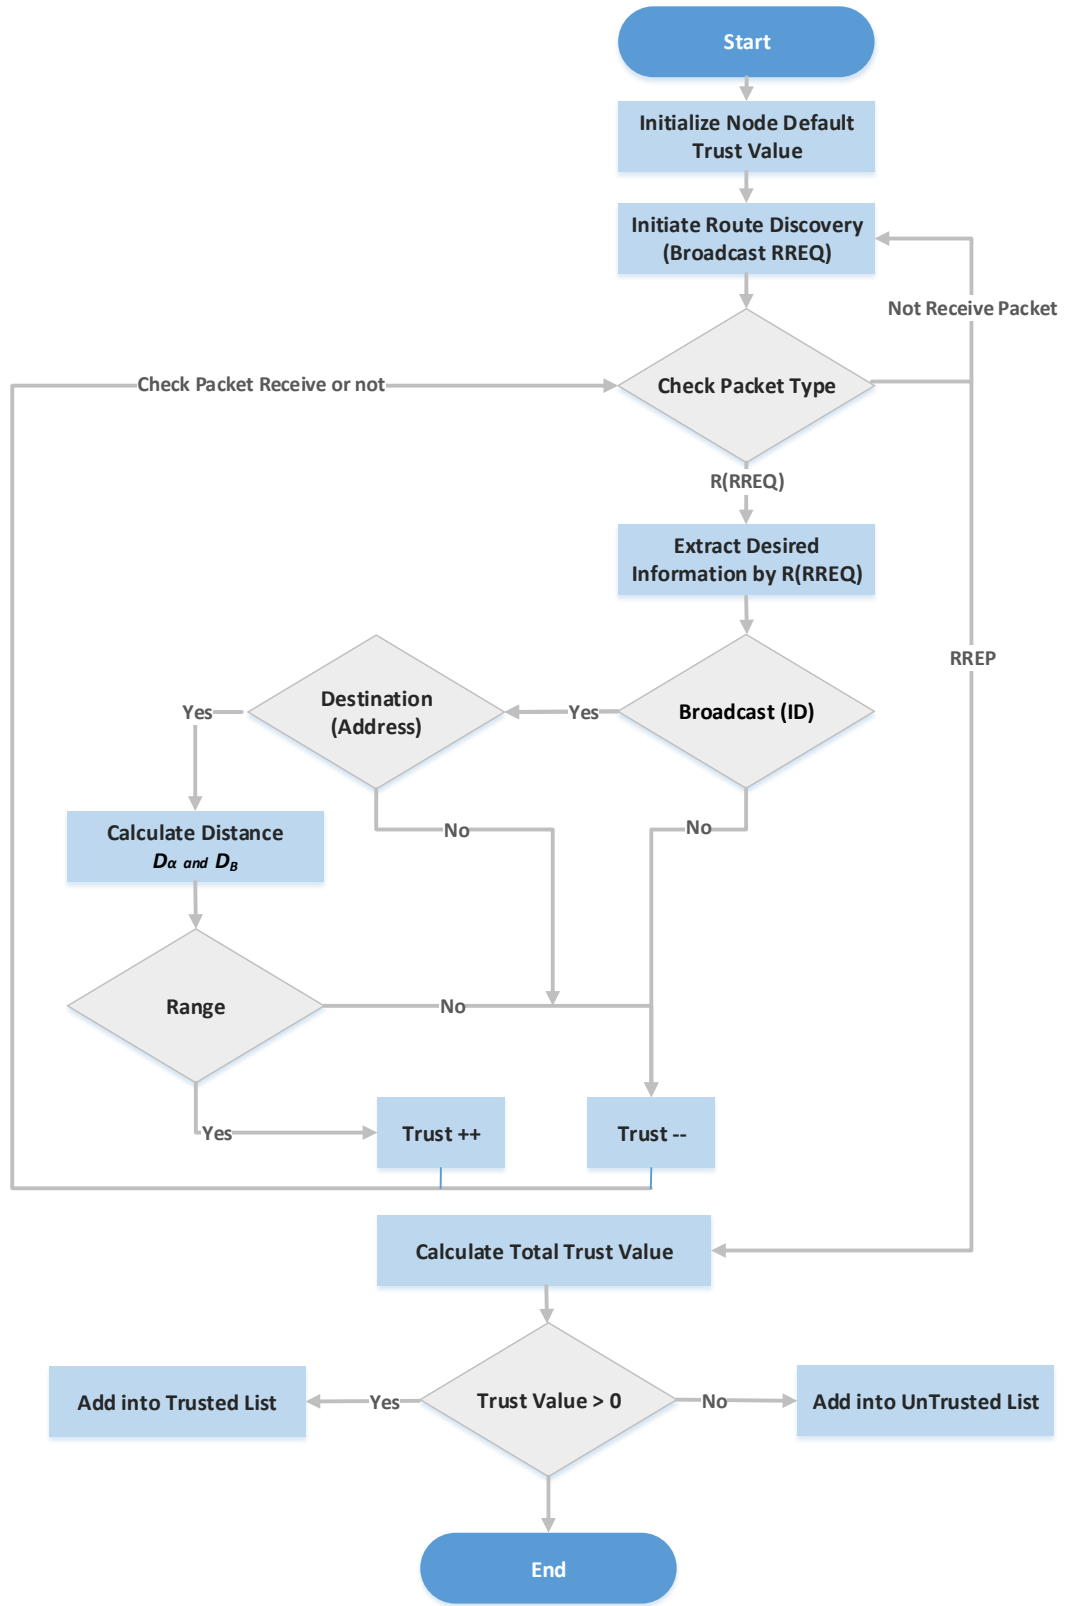 Start
Initialize Node Default
Trust Value
Initiate Route Discovery
(Broadcast RREQ)
Not Receive Packet
Check Packet Receive or not
Check Packet Type
R(RREQ)
Extract Desired
Information by R(RREQ)
RREP
Destination
(Address)
Yes
Yes
Broadcast (ID)
Calculate Distance
Dα and DB
No
No
Range
No
Yes
Trust ++
Trust --
Calculate Total Trust Value
Add into Trusted List
Yes
Trust Value > 0
No
Add into UnTrusted List
End